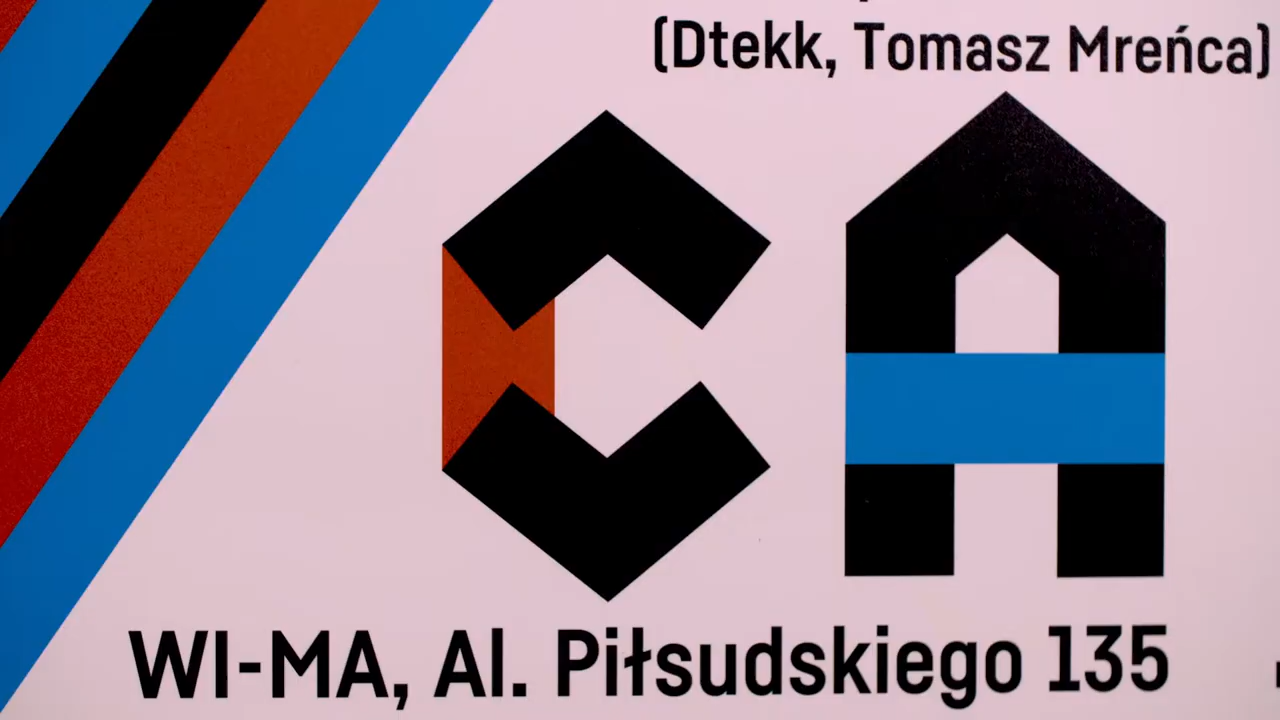 (Dtekk, Tomasz Mreńca)
CA
WI-MA, Al. Piłsudskiego 135